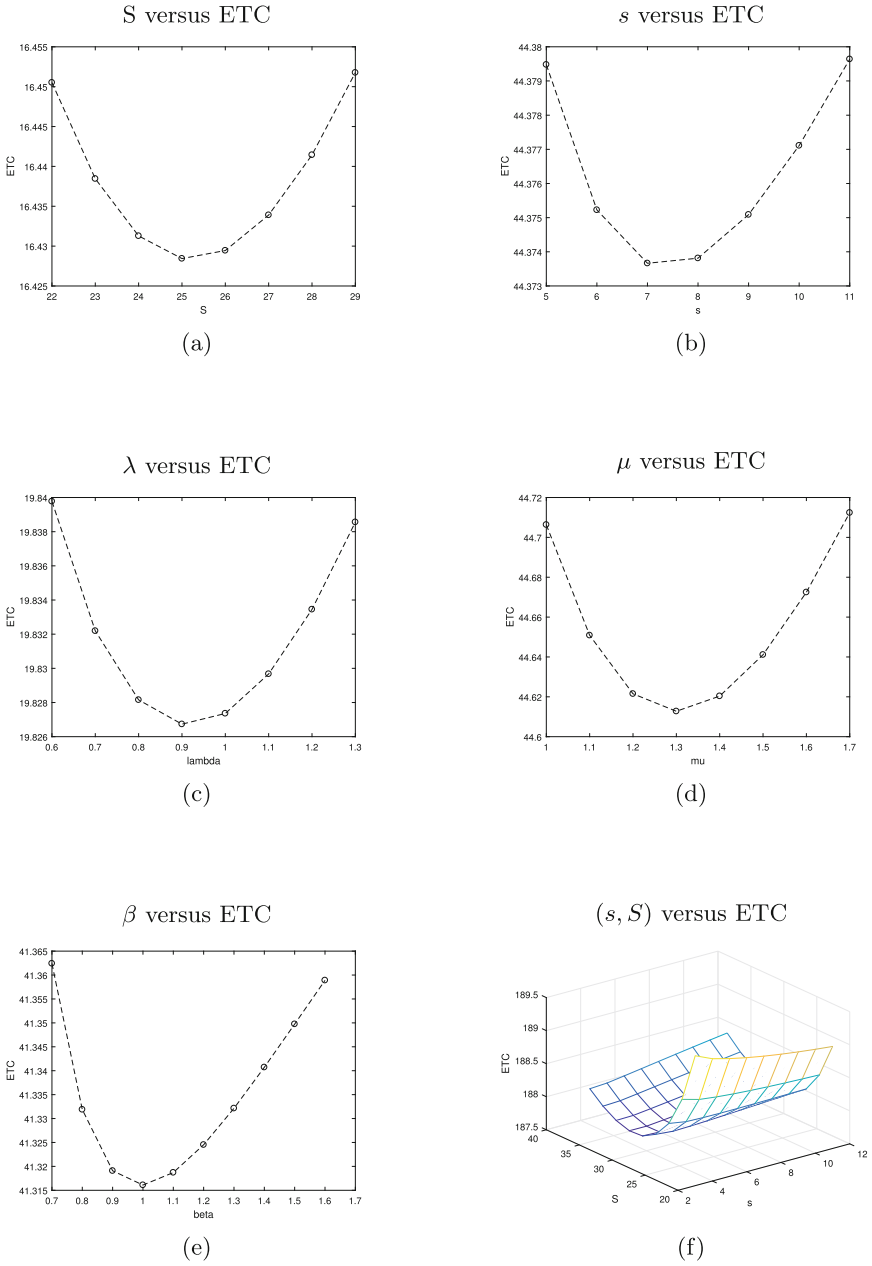 S versus ETC
s versus ETC
16.455
16.45
16.445
16.44
16.435
16.43
16.425
ETC
22 23 24 25 26 27 28 29
S
44.38
44.379
44.378
44.377
44.376
44.375
44.374
44.373
ETC
5 6 7 8 9 10 11
s
(a)
(b)
λ versus ETC
μ versus ETC
19.84
19.838
19.836
19.834
19.832
19.83
19.828
19.826
ETC
0.6 0.7 0.8 0.9 1 1.1 1.2 1.3
lambda
44.72
44.7
44.68
44.66
44.64
44.62
44.6
ETC
1 1.1 1.2 1.3 1.4 1.5 1.6 1.7
mu
(c)
(d)
β versus ETC
(s, S) versus ETC
41.365
41.36
41.355
41.35
41.345
41.34
41.335
41.33
41.325
41.32
41.315
ETC
0.7 0.8 0.9 1 1.1 1.2 1.3 1.4 1.5 1.6 1.7
beta
189.5
189
188.5
188
187.5
ETC
40
35
30
25
20
S
2
4
6
8
10
12
s
(e)
(f)